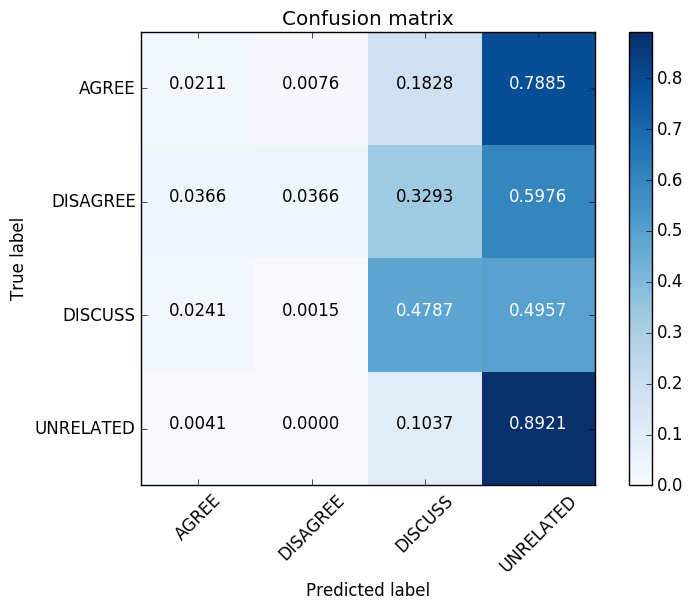 Confusion matrix
AGREE 0.0211 0.0076 0.1828 0.7885
DISAGREE 0.0366 0.0366 0.3293 0.5976
DISCUSS 0.0241 0.0015 0.4787 0.4957
UNRELATED 0.0041 0.0000 0.1037 0.8921
AGREE DISAGREE DISCUSS UNRELATED
Predicted label
True label
0.8
0.7
0.6
0.5
0.4
0.3
0.2
0.1
0.0